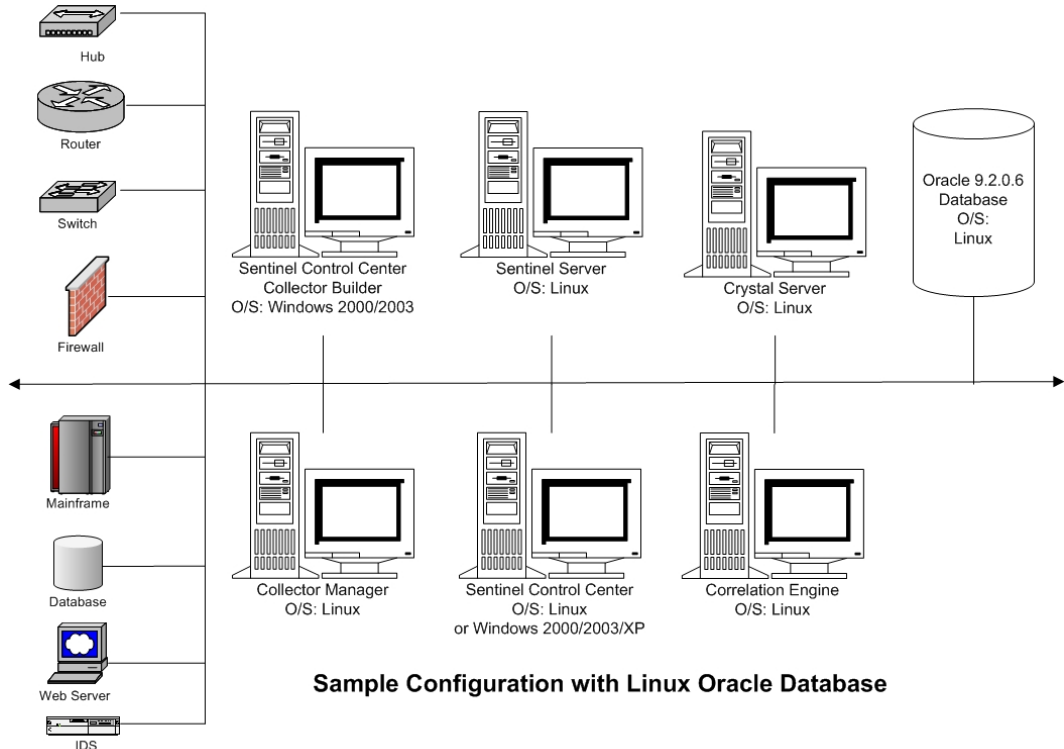 Hub
Router
Switch
Firewall
Sentinel Control Center
Collector Builder
O/S: Windows 2000/2003
Sentinel Server
O/S: Linux
Crystal Server
O/S: Linux
Oracle 9.2.0.6
Database
O/S:
Linux
Mainframe
Database
Web Server
IDS
Collector Manager
O/S: Linux
Sentinel Control Center
O/S: Linux
or Windows 2000/2003/XP
Correlation Engine
O/S: Linux
Sample Configuration with Linux Oracle Database